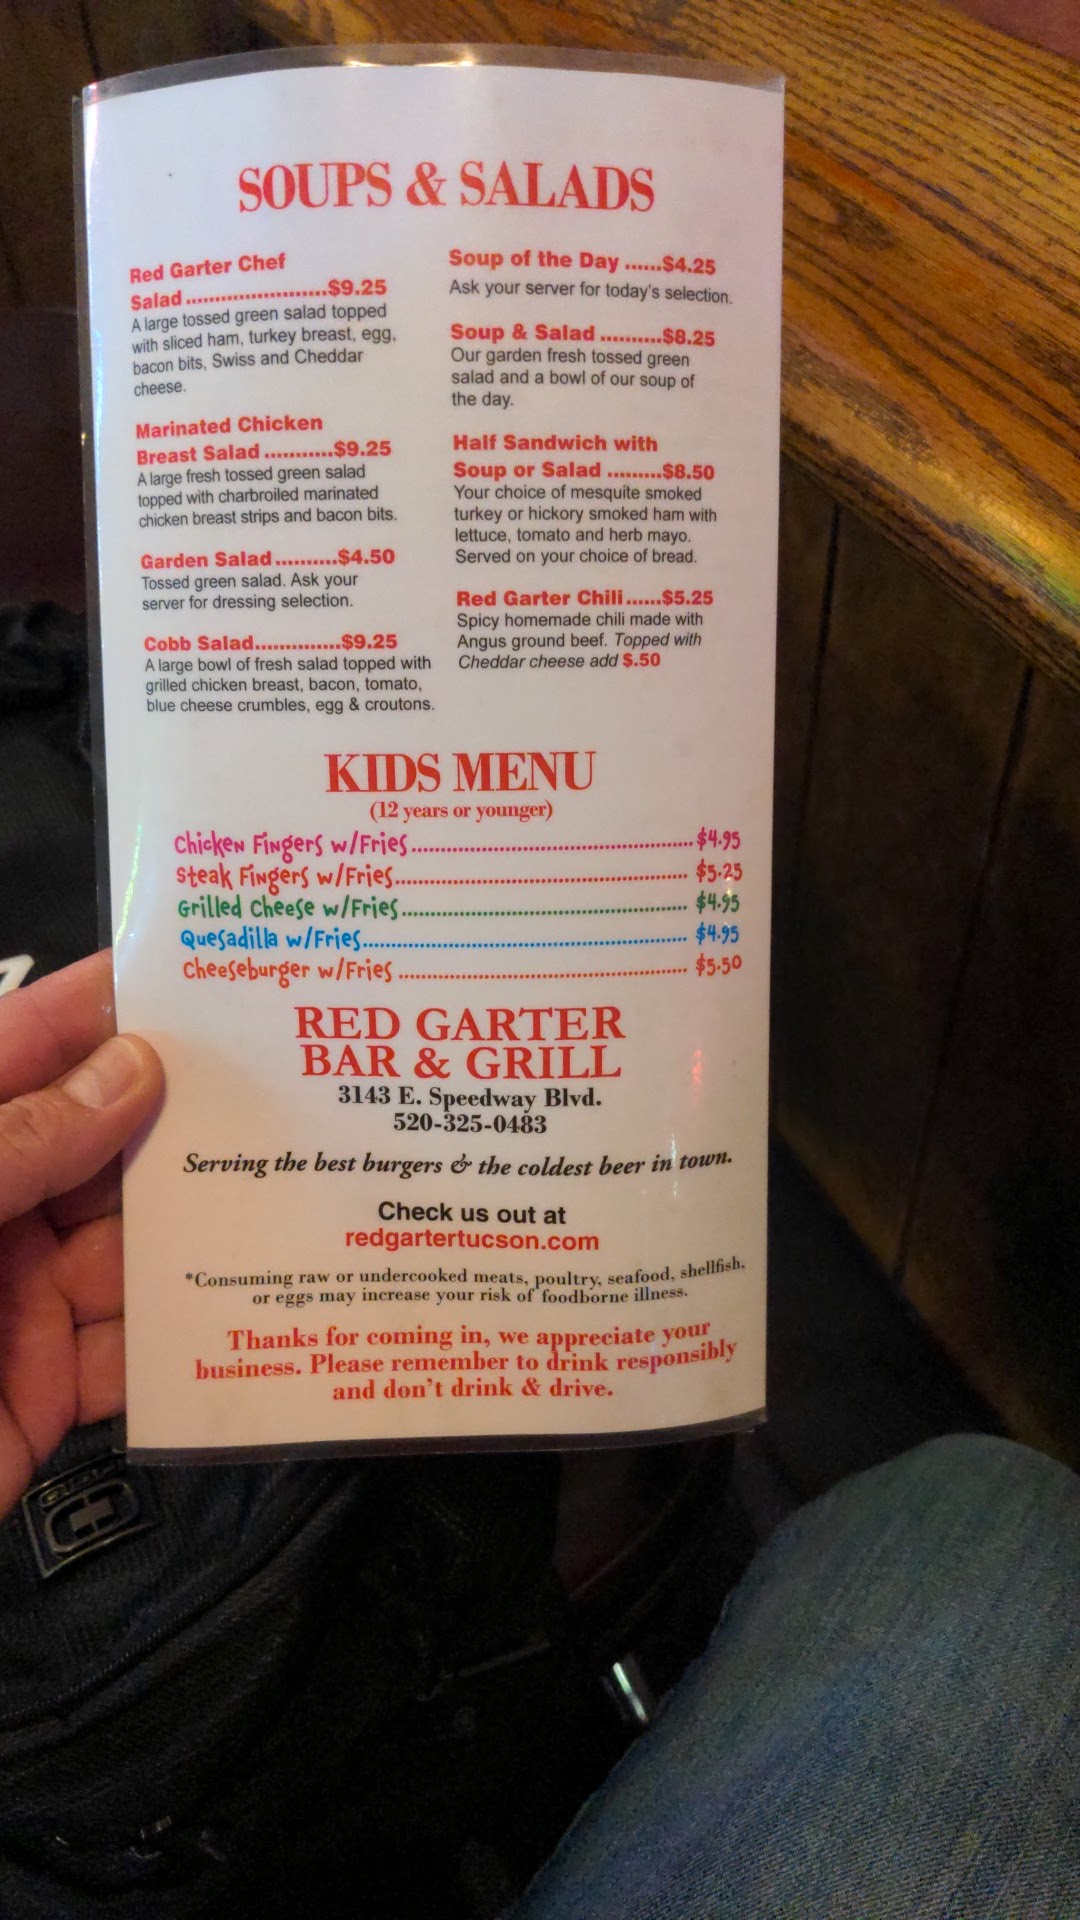 SOUPS & SALADS
Red Garter Chef
Salad........................$9.25
A large tossed green salad topped
with sliced ham, turkey breast, egg,
bacon bits, Swiss and Cheddar
cheese.
Marinated Chicken
Breast Salad ............$9.25
A large fresh tossed green salad
topped with charbroiled marinated
chicken breast strips and bacon bits.
Garden Salad..........$4.50
Tossed green salad. Ask your
server for dressing selection.
Cobb Salad..............$9.25
A large bowl of fresh salad topped with
grilled chicken breast, bacon, tomato,
blue cheese crumbles, egg & croutons.
Soup of the Day ......$4.25
Ask your server for today's selection.
Soup & Salad ..........$8.25
Our garden fresh tossed green
salad and a bowl of our soup of
the day.
Half Sandwich with
Soup or Salad .........$8.50
Your choice of mesquite smoked
turkey or hickory smoked ham with
lettuce, tomato and herb mayo.
Served on your choice of bread.
Red Garter Chili......$5.25
Spicy homemade chili made with
Angus ground beef. Topped with
Cheddar cheese add $.50
KIDS MENU
(12 years or younger)
Chicken Fingers w/Fries................................................ $4.95
Steak Fingers w/Fries.................................................. $5.25
Grilled Cheese w/Fries................................................. $4.95
Quesadilla w/Fries....................................................... $4.95
Cheeseburger w/Fries ................................................. $5.50
RED GARTER
BAR & GRILL
3143 E. Speedway Blvd.
520-325-0483
Serving the best burgers & the coldest beer in town.
Check us out at
redgartertucson.com
*Consuming raw or undercooked meats, poultry, seafood, shellfish,
or eggs may increase your risk of foodborne illness.
Thanks for coming in, we appreciate your
business. Please remember to drink responsibly
and don't drink & drive.